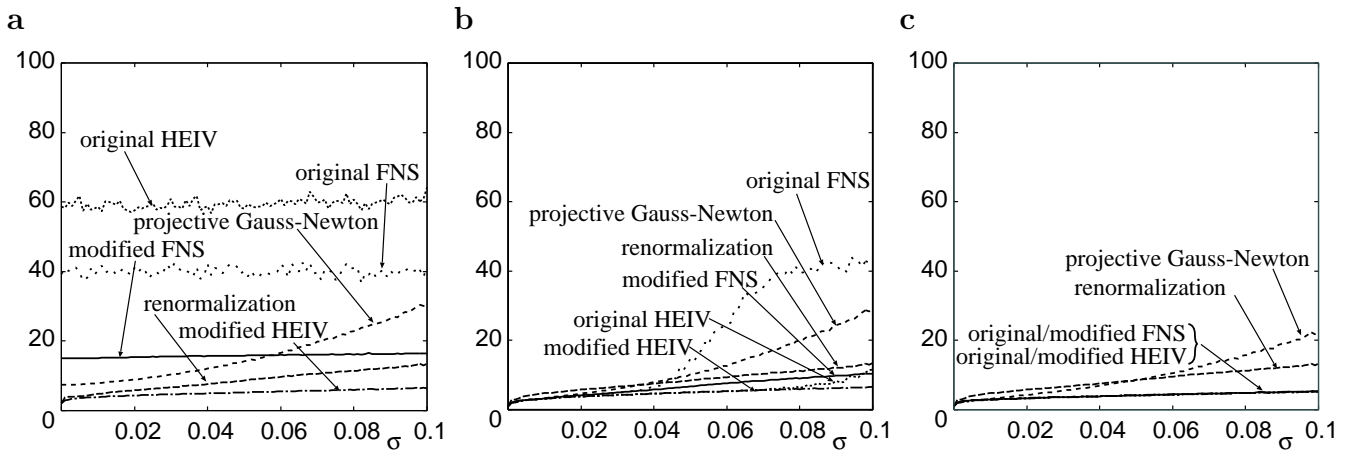 a
100
80
60
40
20
0
original HEIV
original FNS
projective Gauss-Newton
modified FNS
renormalization
modified HEIV
0.02
0.04
0.06
0.08
0.1
σ
b
100
80
60
40
20
0
original FNS
projective Gauss-Newton
renormalization
modified FNS
original HEIV
modified HEIV
0.02
0.04
0.06
0.08
0.1
σ
c
100
80
60
40
20
0
projective Gauss-Newton
renormalization
original/modified FNS
original/modified HEIV
0.02
0.04
0.06
0.08
0.1
σ